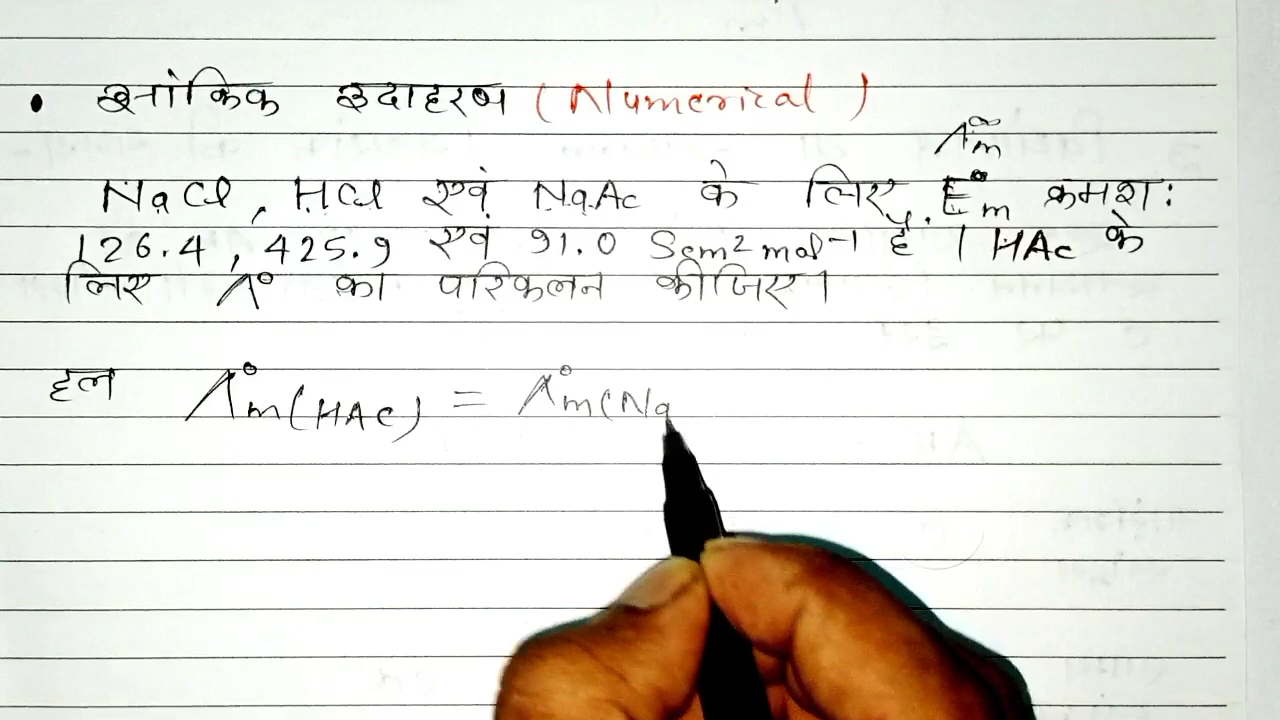 • आंकिक उदाहरण (Numerical)
Λ°°m
NaCl, HCl एवं NaAc के लिए E°m क्रमश:
126.4, 425.9 एवं 91.0 Scm² mol⁻¹ हैं । HAc के
लिए Λ° का परिकलन कीजिए।
हल Λ°m(HAc) = Λ°m(Na